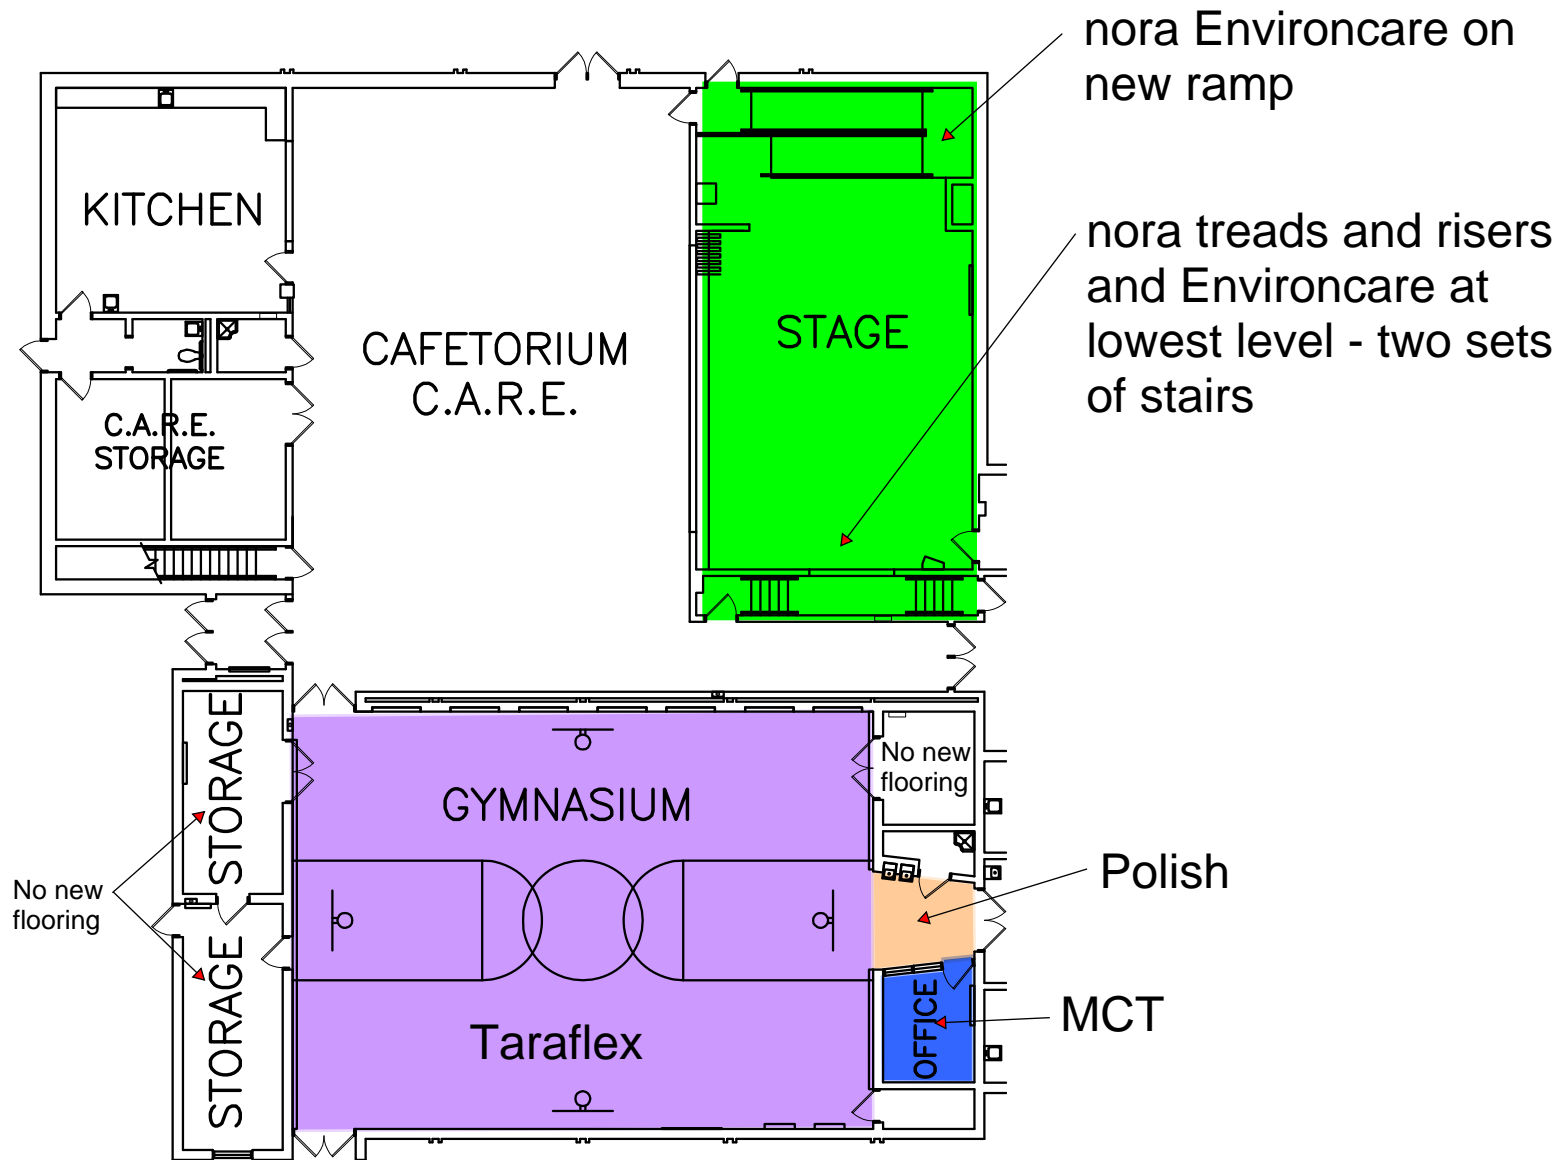 nora Environcare on
new ramp
nora treads and risers
and Environcare at
lowest level - two sets
of stairs
KITCHEN
CAFETORIUM
C.A.R.E.
STAGE
C.A.R.E.
STORAGE
N
STORAGE
No new
flooring
GYMNASIUM
No new
flooring
Polish
STORAGE
OFFICE
MCT
Taraflex